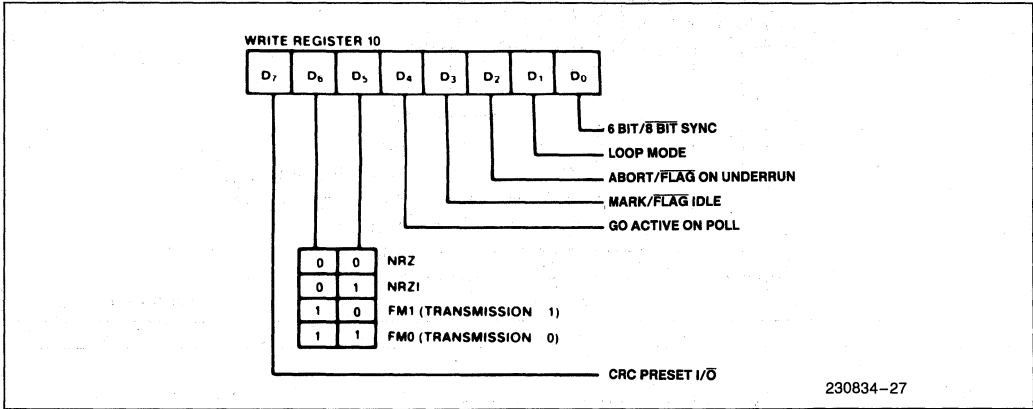 WRITE REGISTER 10
D7 D6 D5 D4 D3 D2 D1 D0
6 BIT/8 BIT SYNC
LOOP MODE
ABORT/FLAG ON UNDERRUN
MARK/FLAG IDLE
GO ACTIVE ON POLL
0 0 NRZ
0 1 NRZI
1 0 FM1 (TRANSMISSION 1)
1 1 FM0 (TRANSMISSION 0)
CRC PRESET I/O
230834-27